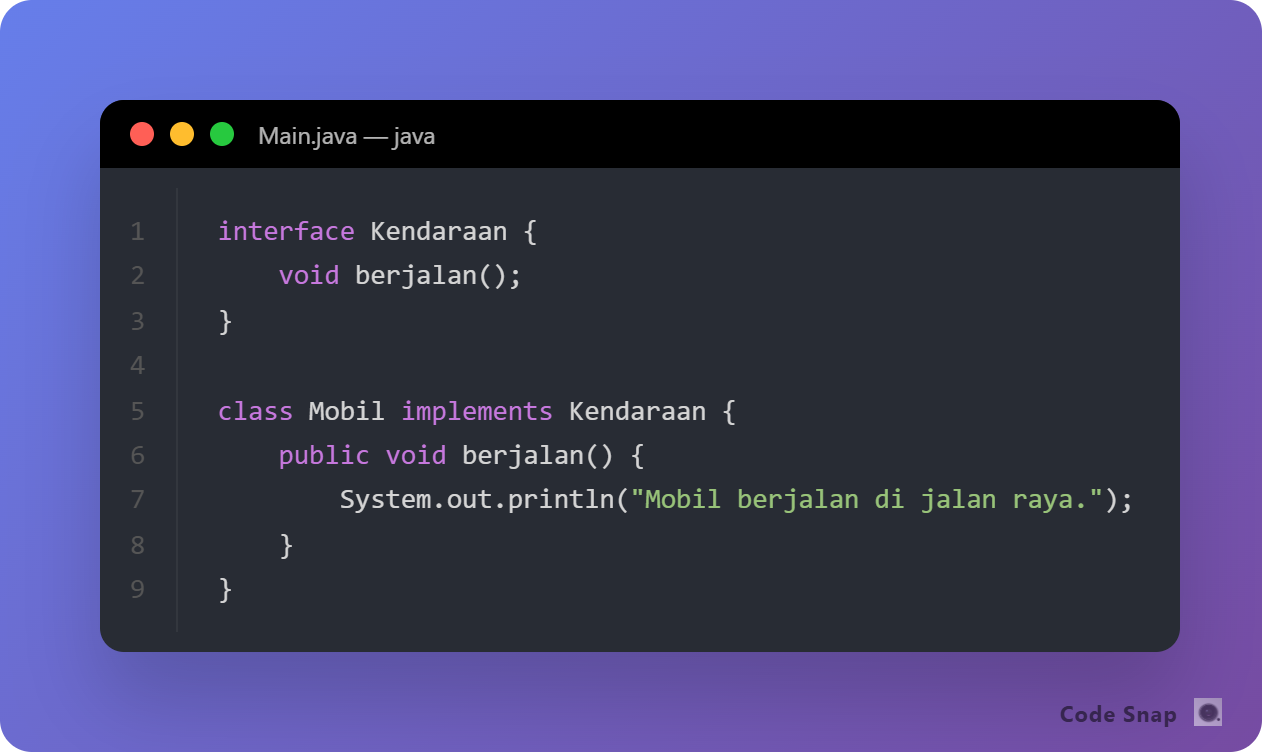 Main.java — java
1 interface Kendaraan {
2     void berjalan();
3 }
4
5 class Mobil implements Kendaraan {
6     public void berjalan() {
7         System.out.println("Mobil berjalan di jalan raya.");
8     }
9 }
Code Snap